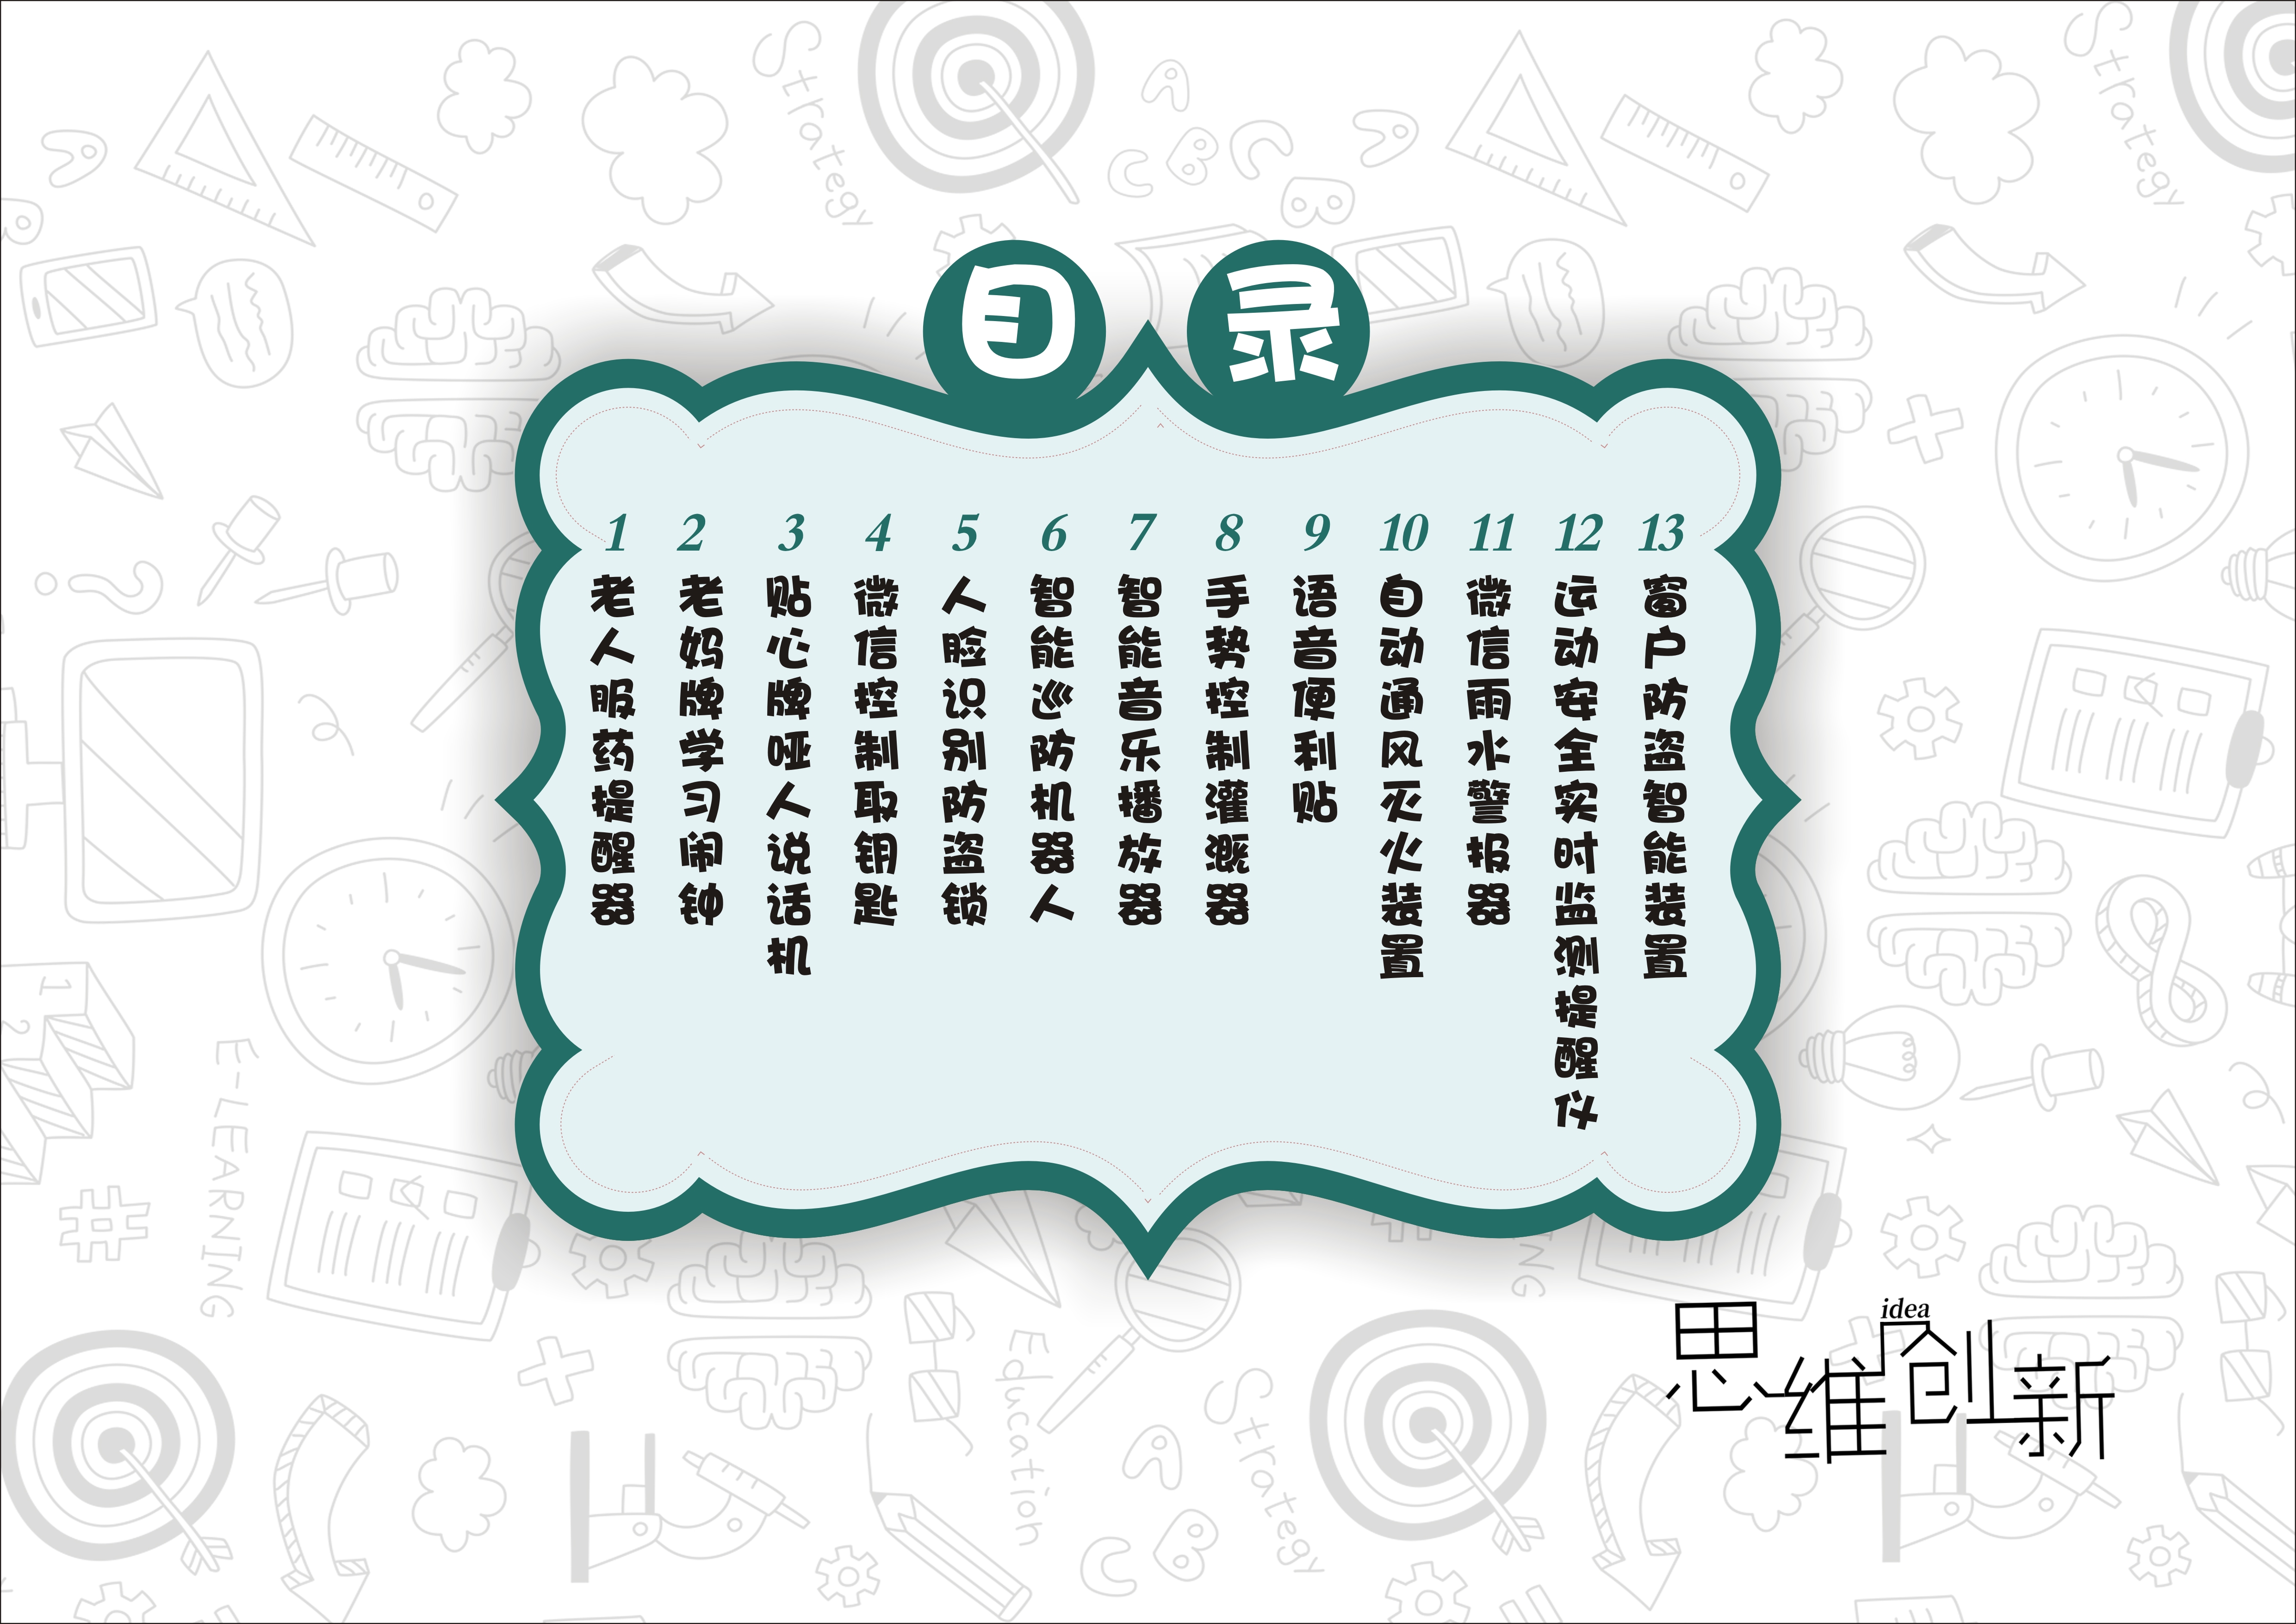 目录
1 老人服药提醒器
2 老妈牌学习闹钟
3 贴心牌哑人说话机
4 微信控制取钥匙
5 人脸识别防盗锁
6 智能巡防机器人
7 智能音乐播放器
8 手势控制灌溉器
9 语音便利贴
10 自动通风灭火装置
11 微信雨水警报器
12 运动安全实时监测提醒仪
13 窗户防盗智能装置
idea
思维创新
Strategy
A
C B C
A
B
Strategy
A
B
E-LEARNING
Education
Strategy
A
C B